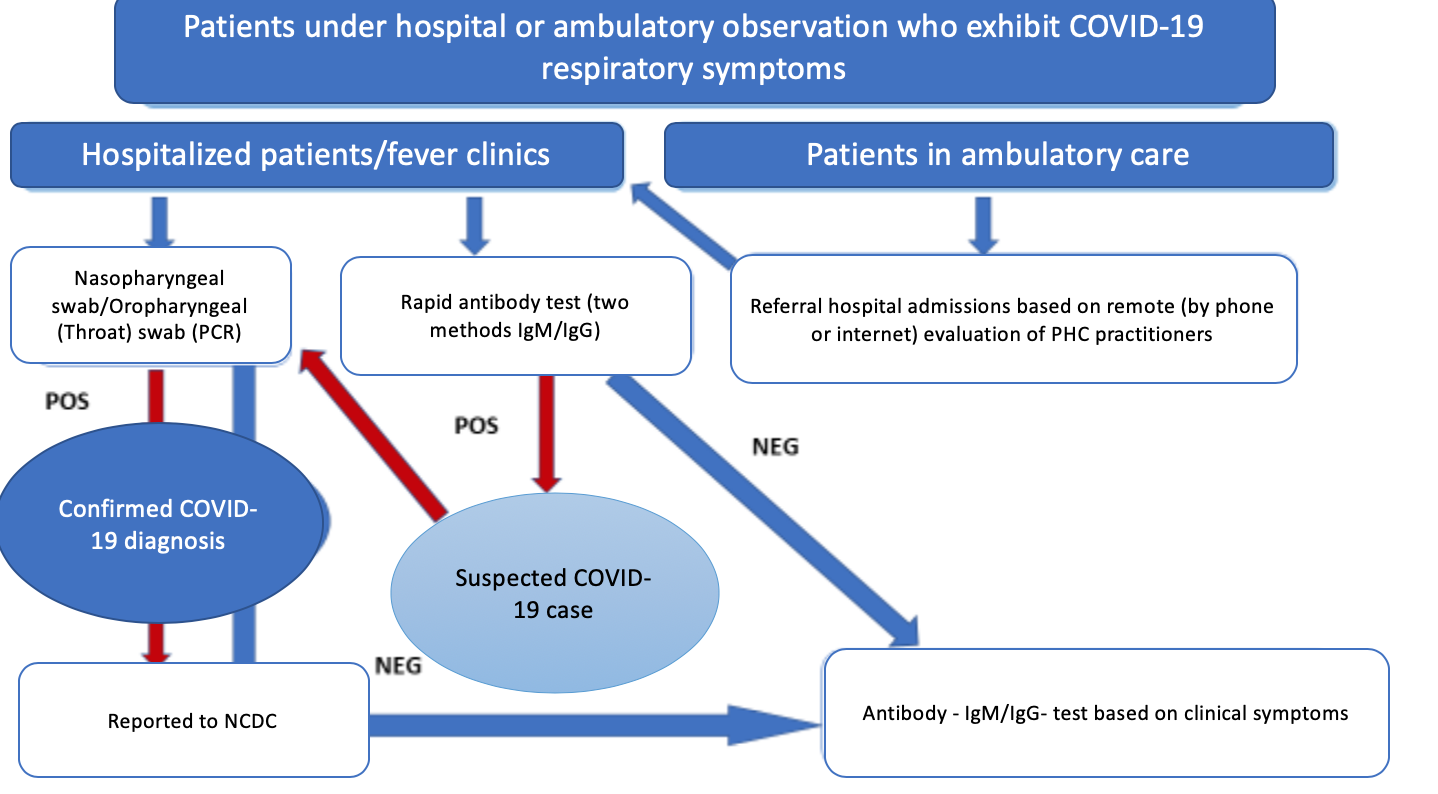 Patients under hospital or ambulatory observation who exhibit COVID-19
respiratory symptoms
Hospitalized patients/fever clinics
Patients in ambulatory care
Nasopharyngeal
swab/Oropharyngeal
(Throat) swab (PCR)
Rapid antibody test (two
methods IgM/IgG)
Referral hospital admissions based on remote (by phone
or internet) evaluation of PHC practitioners
POS
POS
NEG
Confirmed COVID-
19 diagnosis
Suspected COVID-
19 case
NEG
Reported to NCDC
Antibody - IgM/IgG- test based on clinical symptoms